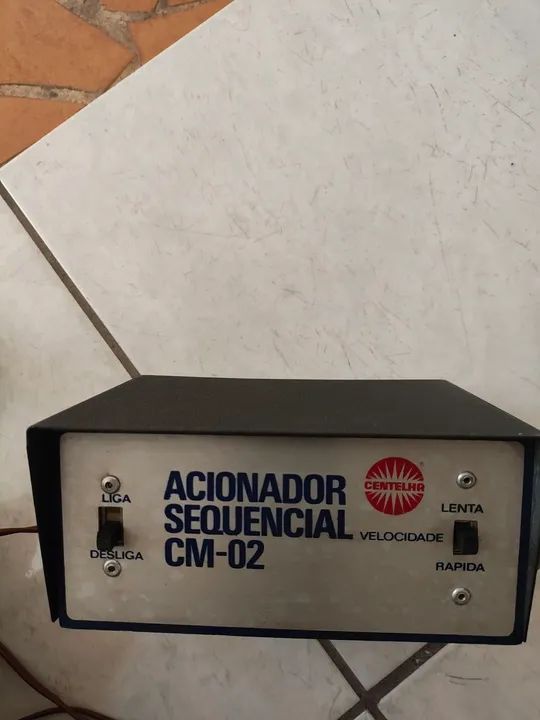 LIGA
DESLIGA
ACIONADOR
SEQUENCIAL
CM-02
CENTELHA
®
VELOCIDADE
LENTA
RAPIDA